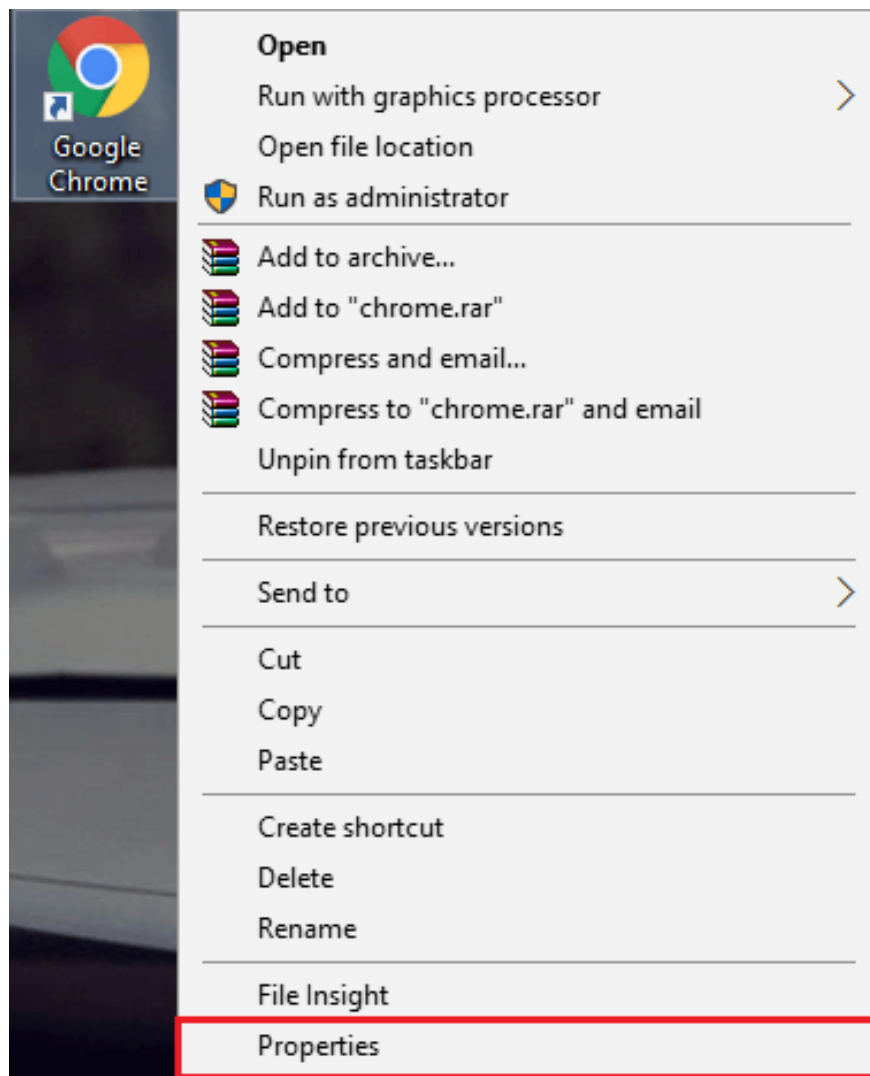 Google
Chrome
Open
Run with graphics processor
Open file location
Run as administrator
Add to archive...
Add to "chrome.rar"
Compress and email...
Compress to "chrome.rar" and email
Unpin from taskbar
Restore previous versions
Send to
Cut
Copy
Paste
Create shortcut
Delete
Rename
File Insight
Properties